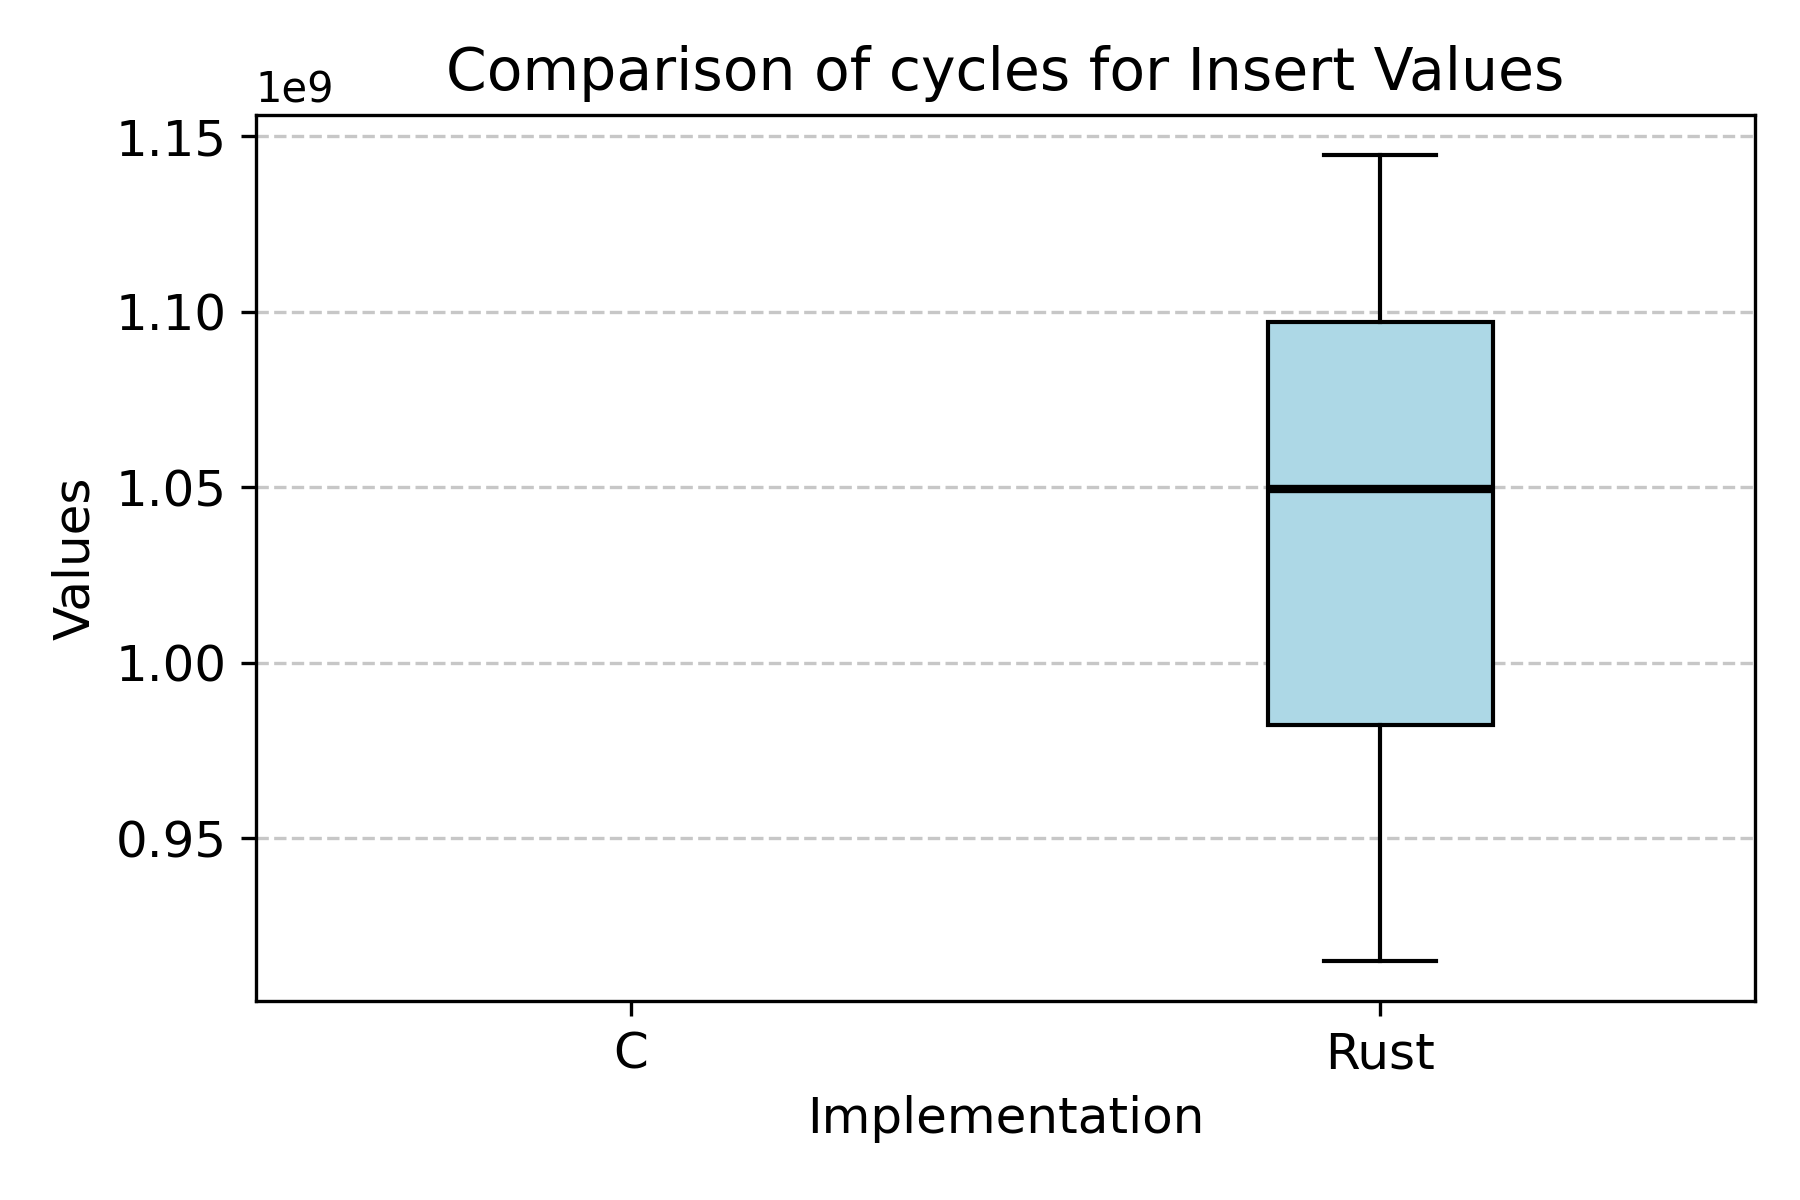 Comparison of cycles for Insert Values
1e9
1.15
1.10
1.05
1.00
0.95
Values
C
Rust
Implementation